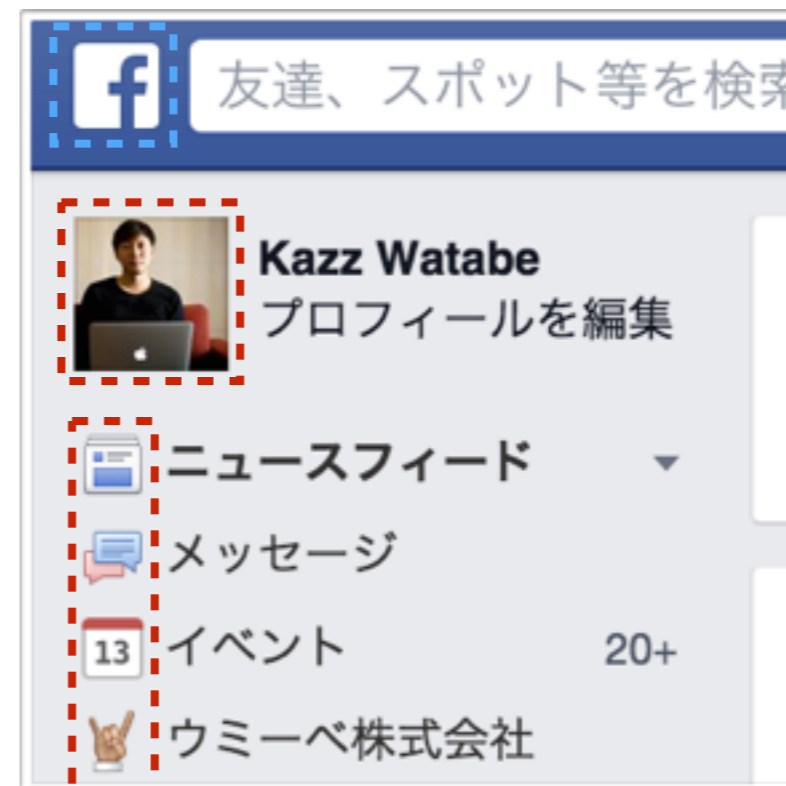 f
友達、スポット等を検索
Kazz Watabe
プロフィールを編集
ニュースフィード
メッセージ
13 イベント 20+
ウミーベ株式会社